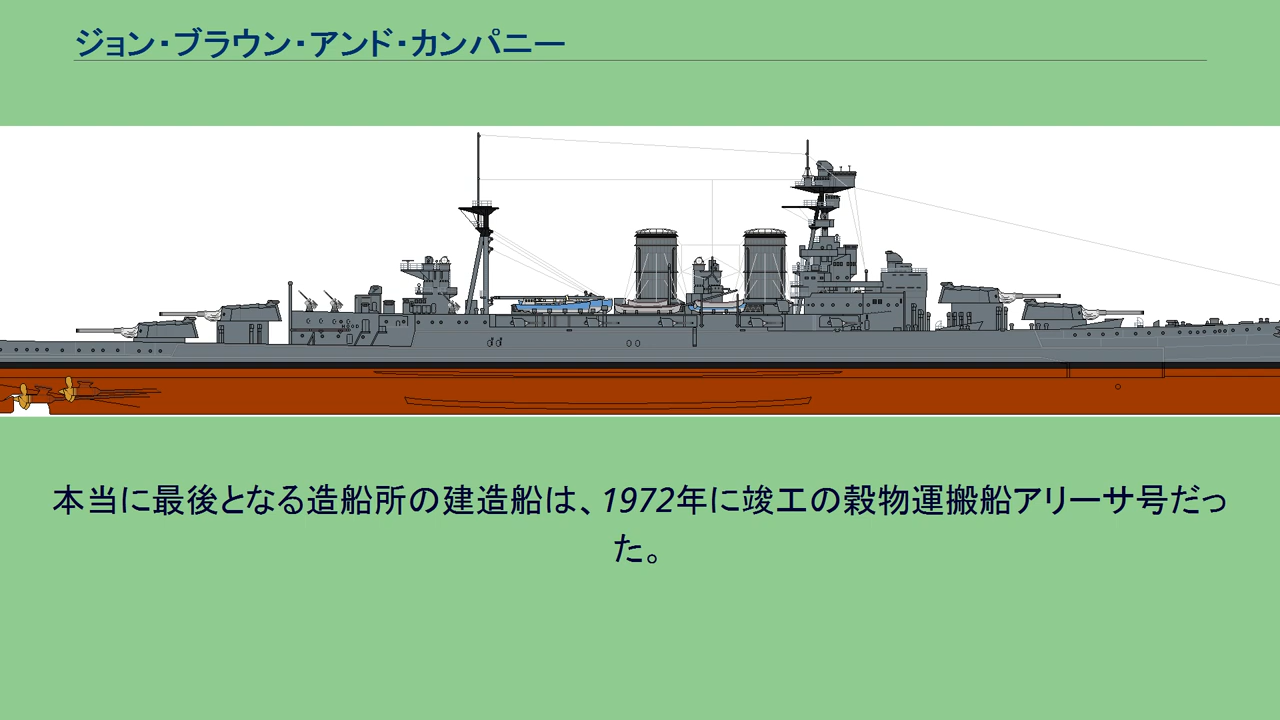 ジョン・ブラウン・アンド・カンパニー
本当に最後となる造船所の建造船は、1972年に竣工の穀物運搬船アリーサ号だっ
た。